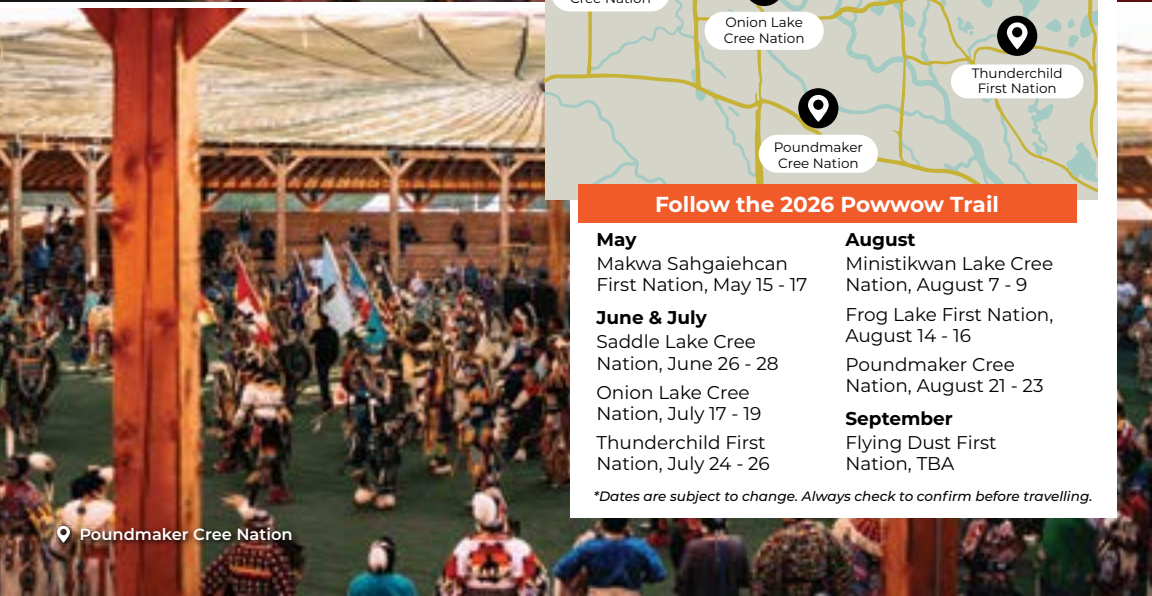 Cree Nation
Onion Lake
Cree Nation
Thunderchild
First Nation
Poundmaker
Cree Nation
Follow the 2026 Powwow Trail
May
Makwa Sahgaiehcan
First Nation, May 15 - 17
June & July
Saddle Lake Cree
Nation, June 26 - 28
Onion Lake Cree
Nation, July 17 - 19
Thunderchild First
Nation, July 24 - 26
August
Ministikwan Lake Cree
Nation, August 7 - 9
Frog Lake First Nation,
August 14 - 16
Poundmaker Cree
Nation, August 21 - 23
September
Flying Dust First
Nation, TBA
*Dates are subject to change. Always check to confirm before travelling.
Poundmaker Cree Nation